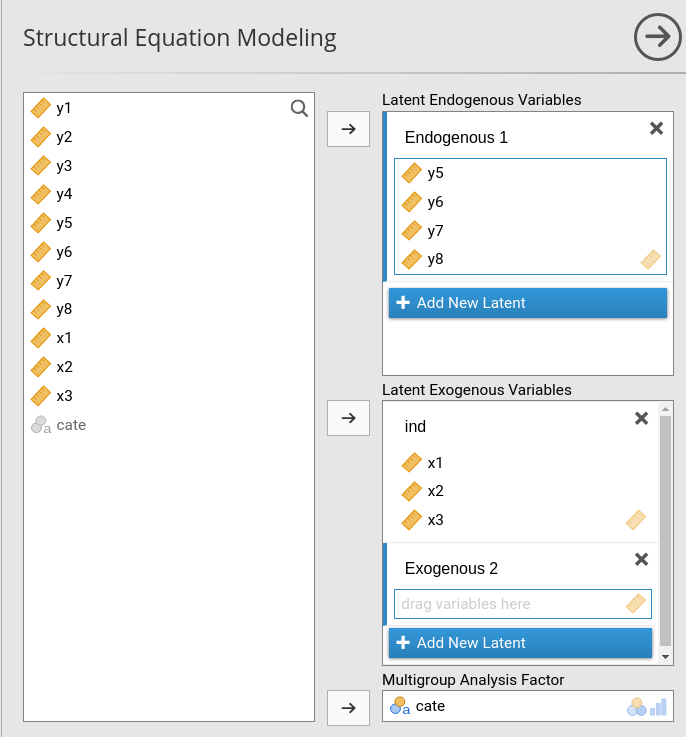 Structural Equation Modeling
y1
y2
y3
y4
y5
y6
y7
y8
x1
x2
x3
a cate
Latent Endogenous Variables
Endogenous 1
y5
y6
y7
y8
Add New Latent
Latent Exogenous Variables
ind
x1
x2
x3
Exogenous 2
drag variables here
Add New Latent
Multigroup Analysis Factor
a cate